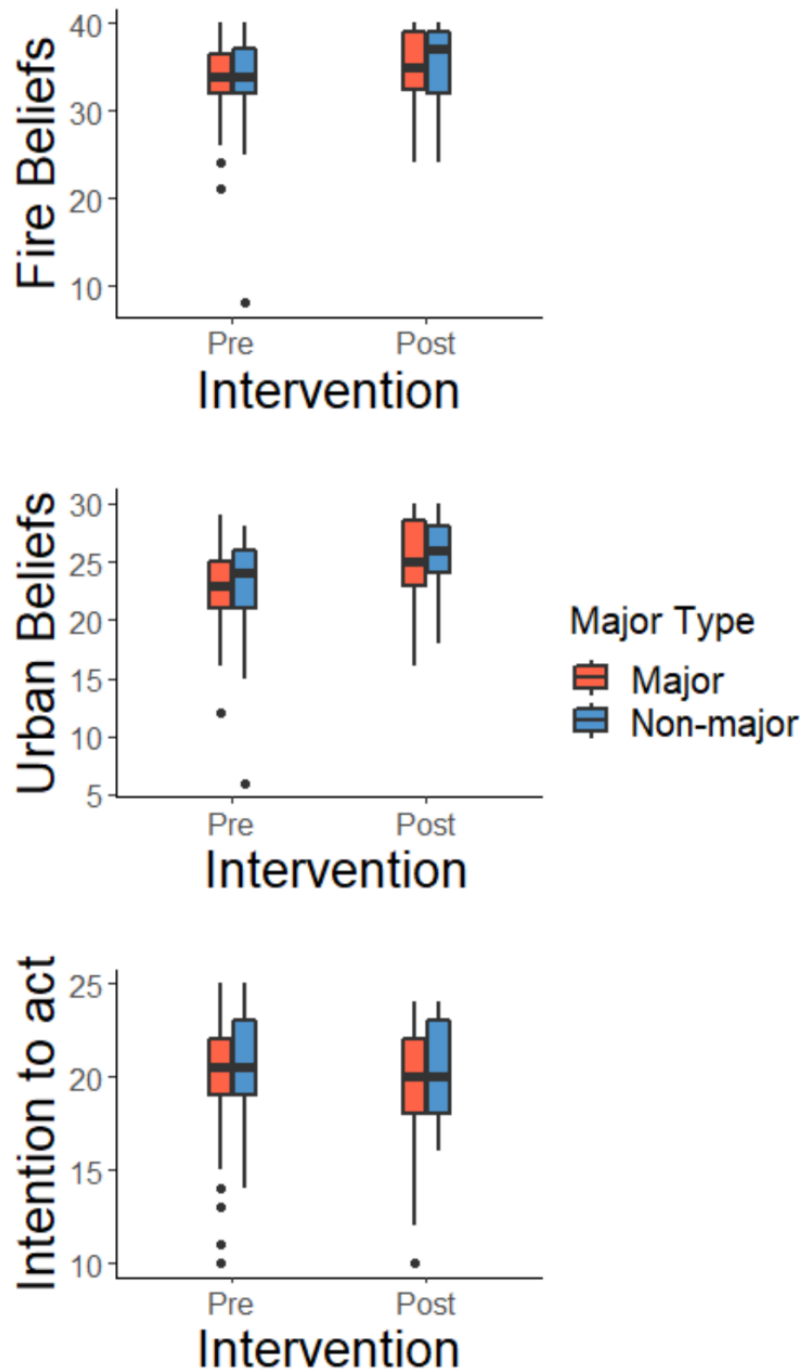 Fire Beliefs
40
30
20
10
Pre Post
Intervention
Urban Beliefs
30
25
20
15
10
5
Pre Post
Intervention
Major Type
Major
Non-major
Intention to act
25
20
15
10
Pre Post
Intervention